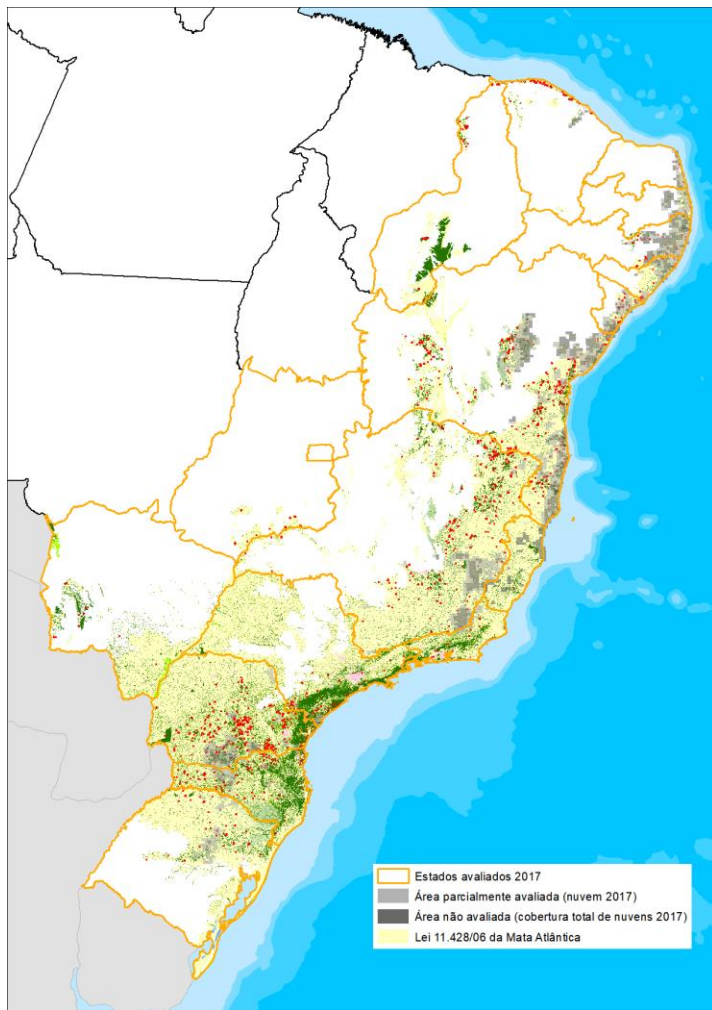 Estados avaliados 2017
Área parcialmente avaliada (nuvem 2017)
Área não avaliada (cobertura total de nuvens 2017)
Lei 11.428/06 da Mata Atlântica